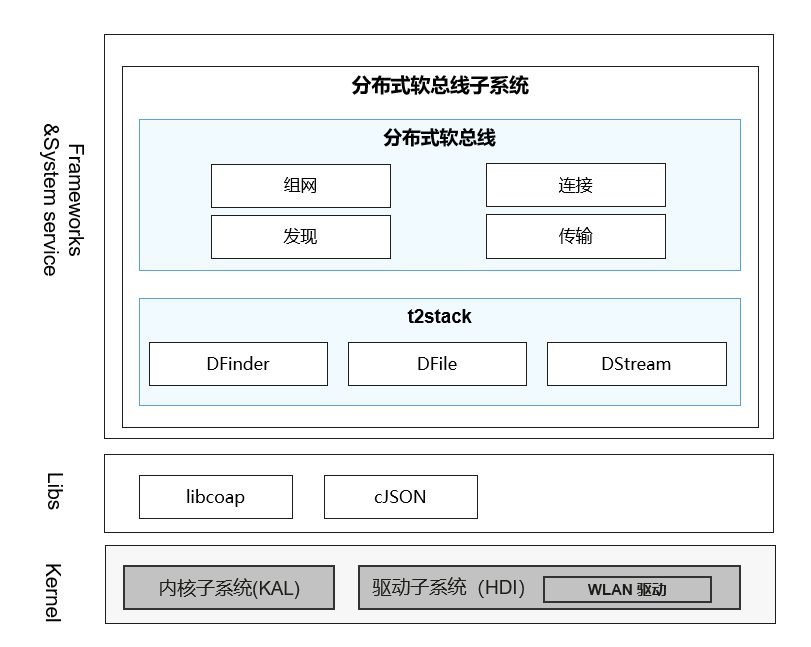 Frameworks
&System service
分布式软总线子系统
分布式软总线
组网
连接
发现
传输
t2stack
DFinder
DFile
DStream
Libs
libcoap
cJSON
Kernel
内核子系统(KAL)
驱动子系统 (HDI)
WLAN 驱动